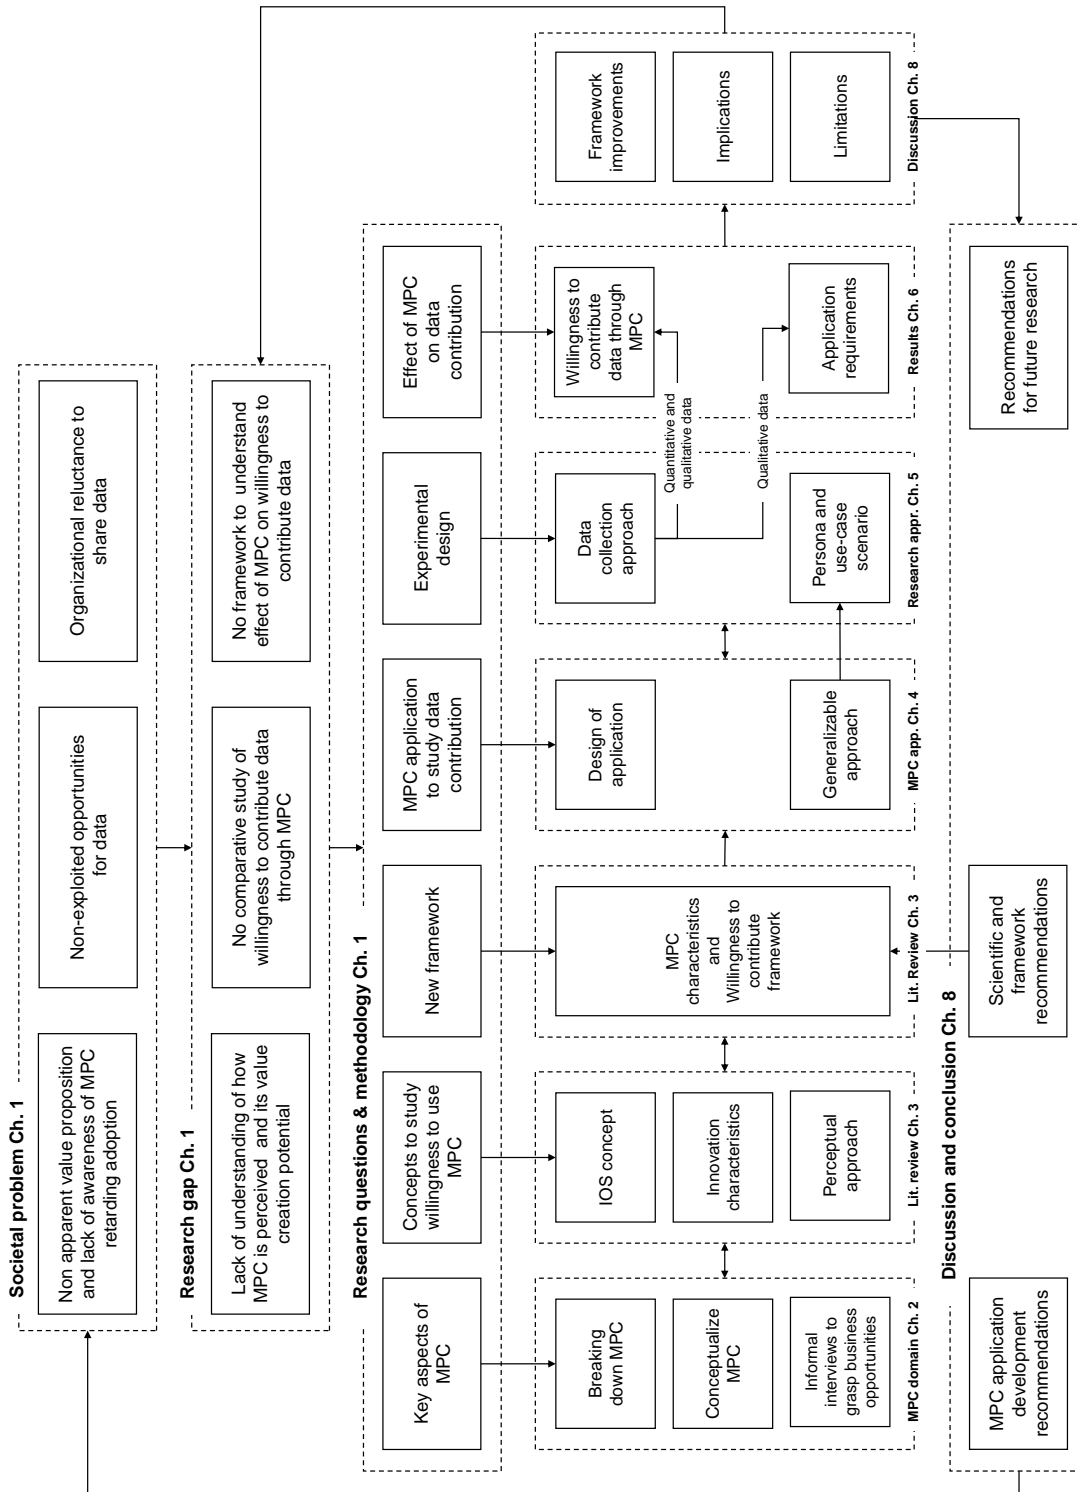 Societal problem Ch. 1
Non apparent value proposition
and lack of awareness of MPC
retarding adoption
Non-exploited opportunities
for data
Organizational reluctance to
share data
Research gap Ch. 1
Lack of understanding of how
MPC is perceived and its value
creation potential
No comparative study of
willingness to contribute data
through MPC
No framework to understand
effect of MPC on willingness to
contribute data
Research questions & methodology Ch. 1
Key aspects of
MPC
Concepts to study
willingness to use
MPC
New framework
MPC application
to study data
contribution
Experimental
design
Effect of MPC
on data
contribution
Breaking
down MPC
Conceptualize
MPC
Informal
interviews to
grasp business
opportunities
MPC domain Ch. 2
IOS concept
Innovation
characteristics
Perceptual
approach
Lit. review Ch. 3
MPC
characteristics
and
Willingness to
contribute
framework
Lit. Review Ch. 3
Design of
application
Generalizable
approach
MPC app. Ch. 4
Data
collection
approach
Persona and
use-case
scenario
Research appr. Ch. 5
Quantitative and
qualitative data
Qualitative data
Willingness to
contribute
data through
MPC
Application
requirements
Results Ch. 6
Framework
improvements
Implications
Limitations
Discussion Ch. 8
Discussion and conclusion Ch. 8
MPC application
development
recommendations
Scientific and
framework
recommendations
Recommendations
for future research